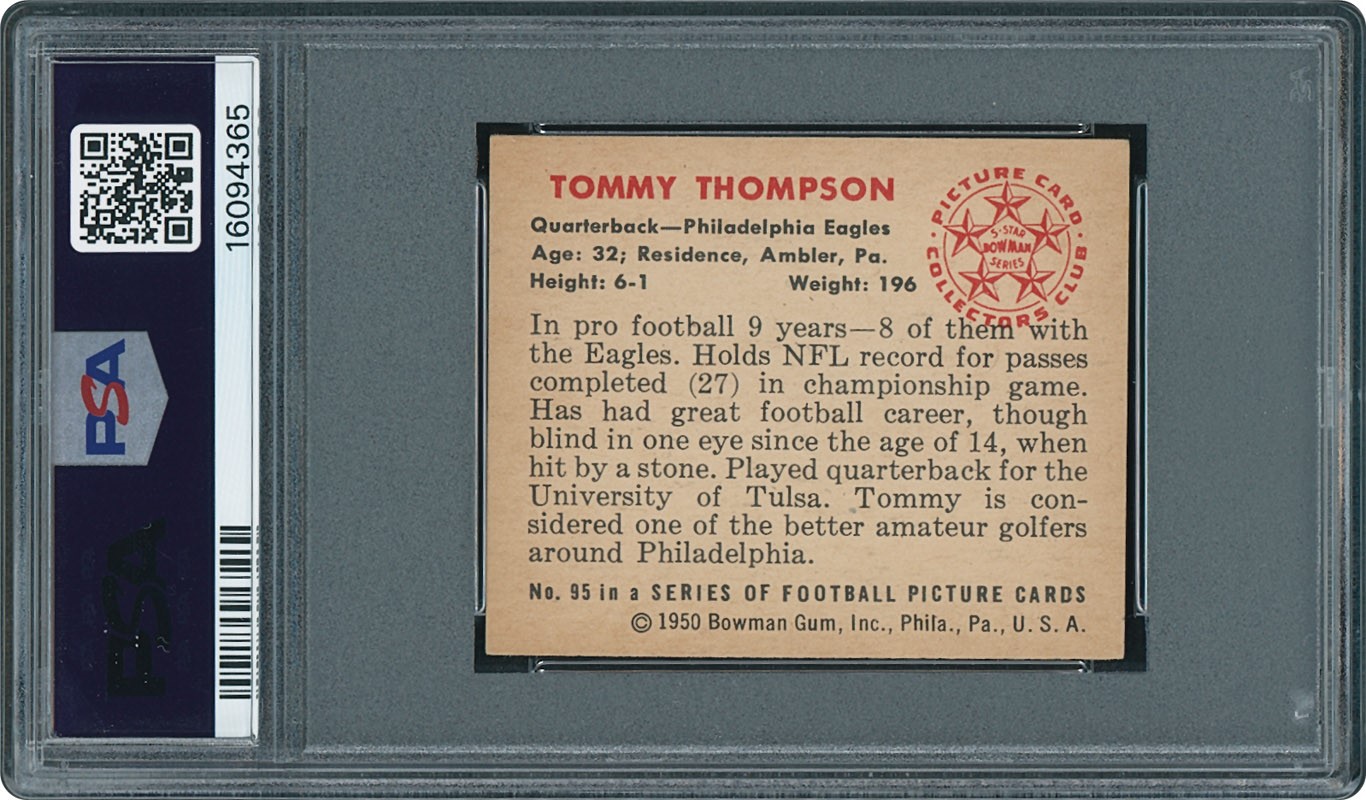 16094365
PSA
PSA
TOMMY THOMPSON
Quarterback—Philadelphia Eagles
Age: 32; Residence, Ambler, Pa.
Height: 6-1 Weight: 196
PICTURE CARD
COLLECTORS CLUB
5-STAR
BOWMAN
SERIES
In pro football 9 years—8 of them with
the Eagles. Holds NFL record for passes
completed (27) in championship game.
Has had great football career, though
blind in one eye since the age of 14, when
hit by a stone. Played quarterback for the
University of Tulsa. Tommy is con-
sidered one of the better amateur golfers
around Philadelphia.
No. 95 in a SERIES OF FOOTBALL PICTURE CARDS
© 1950 Bowman Gum, Inc., Phila., Pa., U. S. A.